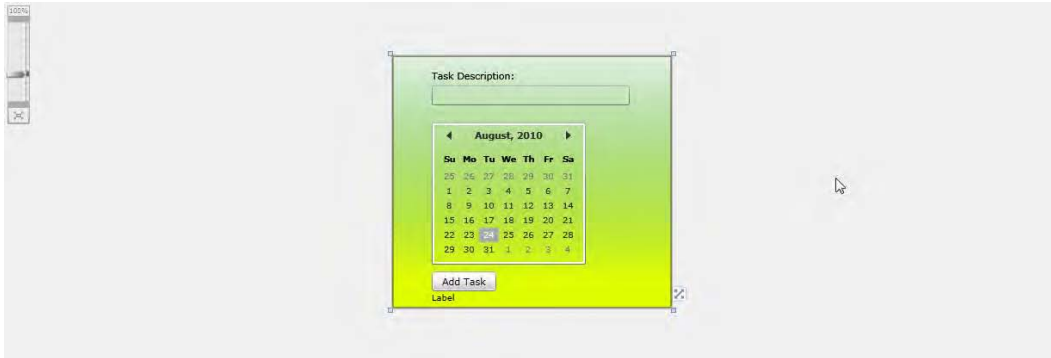 100%
Task Description:
August, 2010
Su Mo Tu We Th Fr Sa
25 26 27 28 29 30 31
1 2 3 4 5 6 7
8 9 10 11 12 13 14
15 16 17 18 19 20 21
22 23 24 25 26 27 28
29 30 31 1 2 3 4
Add Task
Label